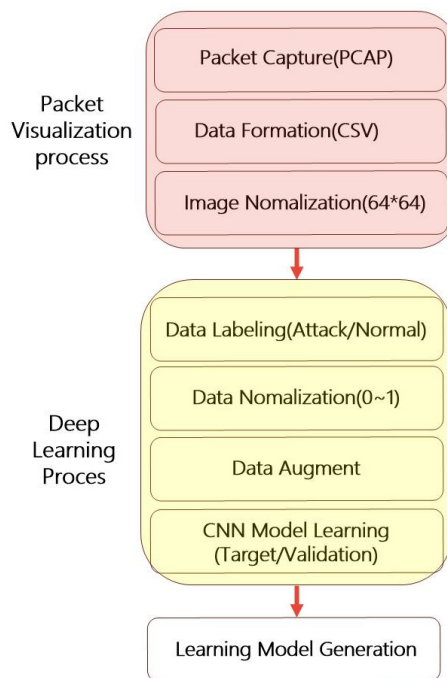 Packet
Visualization
process
Packet Capture(PCAP)
Data Formation(CSV)
Image Nomalization(64*64)
Deep
Learning
Proces
Data Labeling(Attack/Normal)
Data Nomalization(0~1)
Data Augment
CNN Model Learning
(Target/Validation)
Learning Model Generation